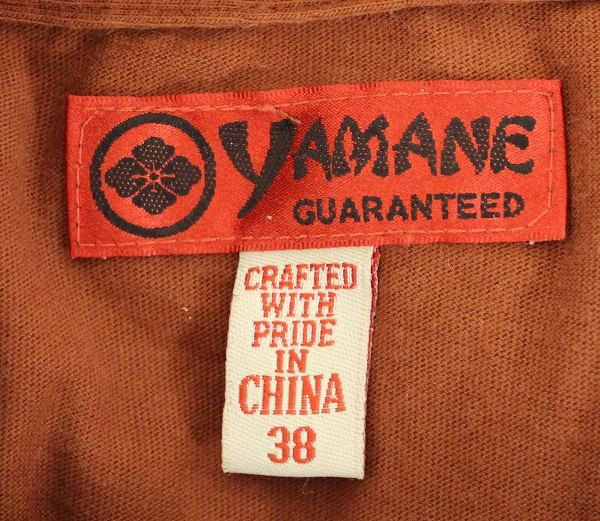 YAMANE
GUARANTEED
CRAFTED
WITH
PRIDE
IN
CHINA
38